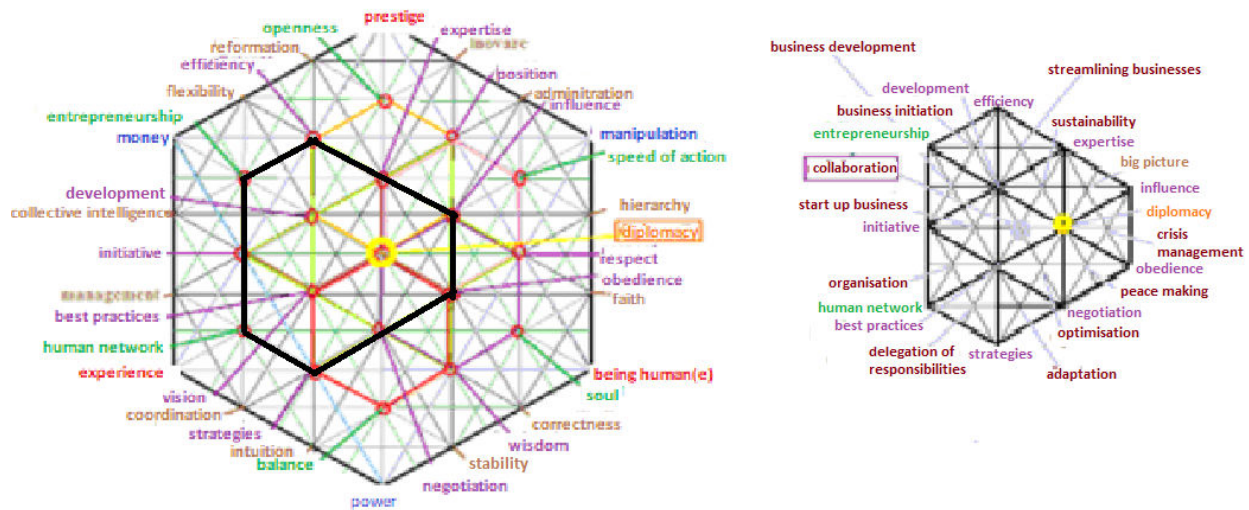 prestige
openness
expertise
reformation
inovare
efficiency
position
flexibility
adminitration
influence
entrepreneurship
money
manipulation
speed of action
development
collective intelligence
hierarchy
diplomacy
initiative
respect
obedience
management
faith
best practices
human network
experience
being human(e)
soul
vision
coordination
correctness
strategies
wisdom
intuition
balance
stability
negotiation
power
business development
streamlining businesses
development
efficiency
business initiation
sustainability
entrepreneurship
expertise
collaboration
big picture
influence
start up business
diplomacy
initiative
crisis
management
obedience
organisation
peace making
human network
negotiation
best practices
optimisation
strategies
delegation of
responsibilities
adaptation